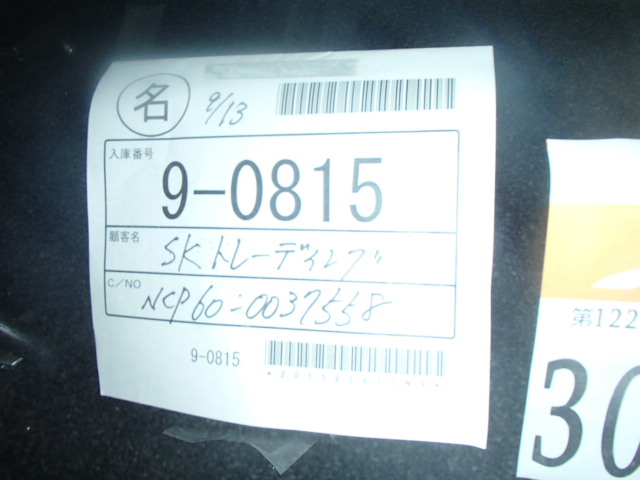 名 9/13
入庫番号
9-0815
顧客名
SKトレーディング
C/NO
NCP60-0037558
9-0815
第122
30